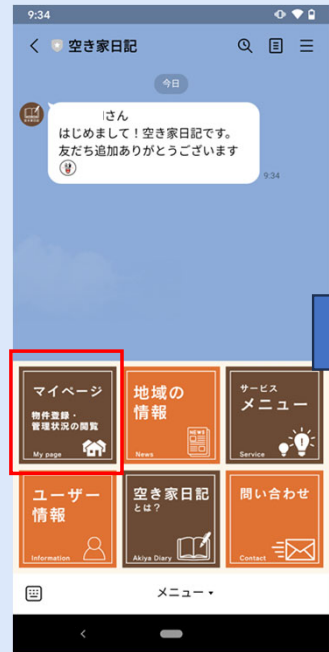 9:34
空き家日記
今日
さん
はじめまして！空き家日記です。
友だち追加ありがとうございます
9:34
マイページ
物件登録・
管理状況の閲覧
My page
地域の
情報
NEWS
News
サービス
メニュー
Service
ユーザー
情報
Information
空き家日記
とは？
Akiya Diary
問い合わせ
Contact
メニュー